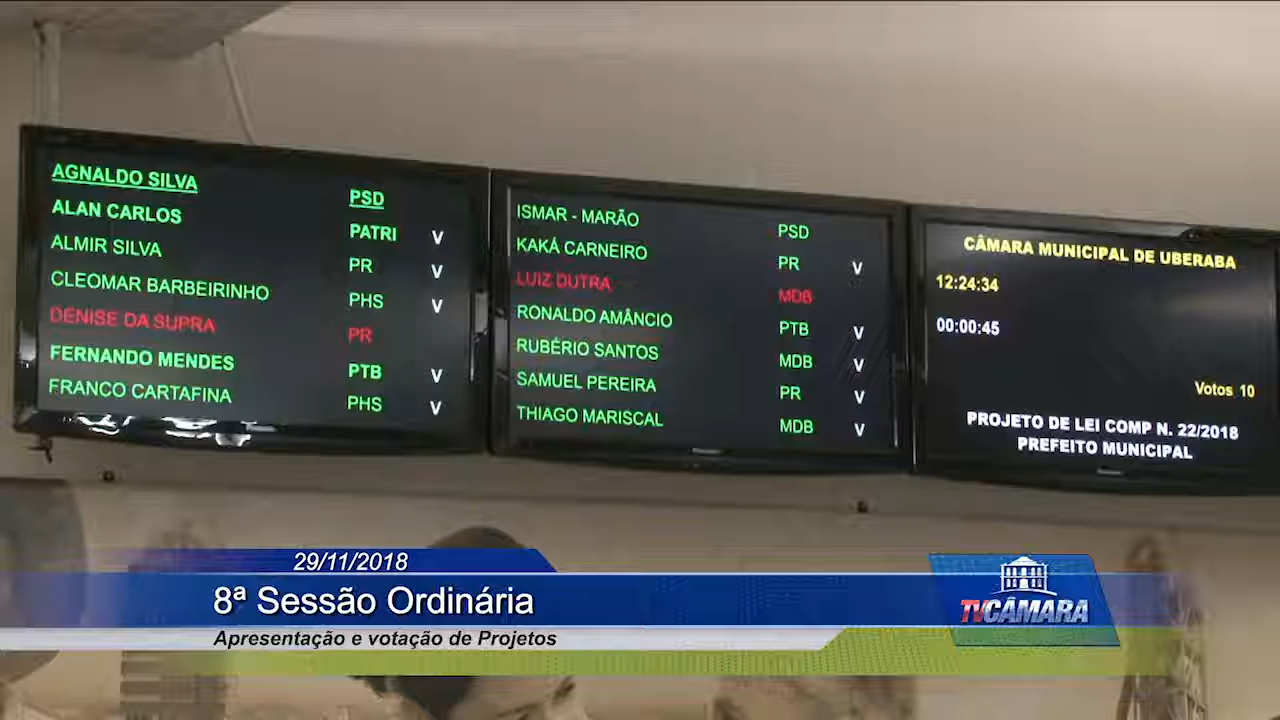 AGNALDO SILVA PSD
ALAN CARLOS PATRI V
ALMIR SILVA PR V
CLEOMAR BARBEIRINHO PHS V
DENISE DA SUPRA PR
FERNANDO MENDES PTB V
FRANCO CARTAFINA PHS V
ISMAR - MARÃO PSD
KAKÁ CARNEIRO PR V
LUIZ DUTRA MDB
RONALDO AMÂNCIO PTB V
RUBÉRIO SANTOS MDB V
SAMUEL PEREIRA PR V
THIAGO MARISCAL MDB V
CÂMARA MUNICIPAL DE UBERABA
12:24:34
00:00:45
Votos 10
PROJETO DE LEI COMP N. 22/2018
PREFEITO MUNICIPAL
29/11/2018
8ª Sessão Ordinária
Apresentação e votação de Projetos
TVCÂMARA